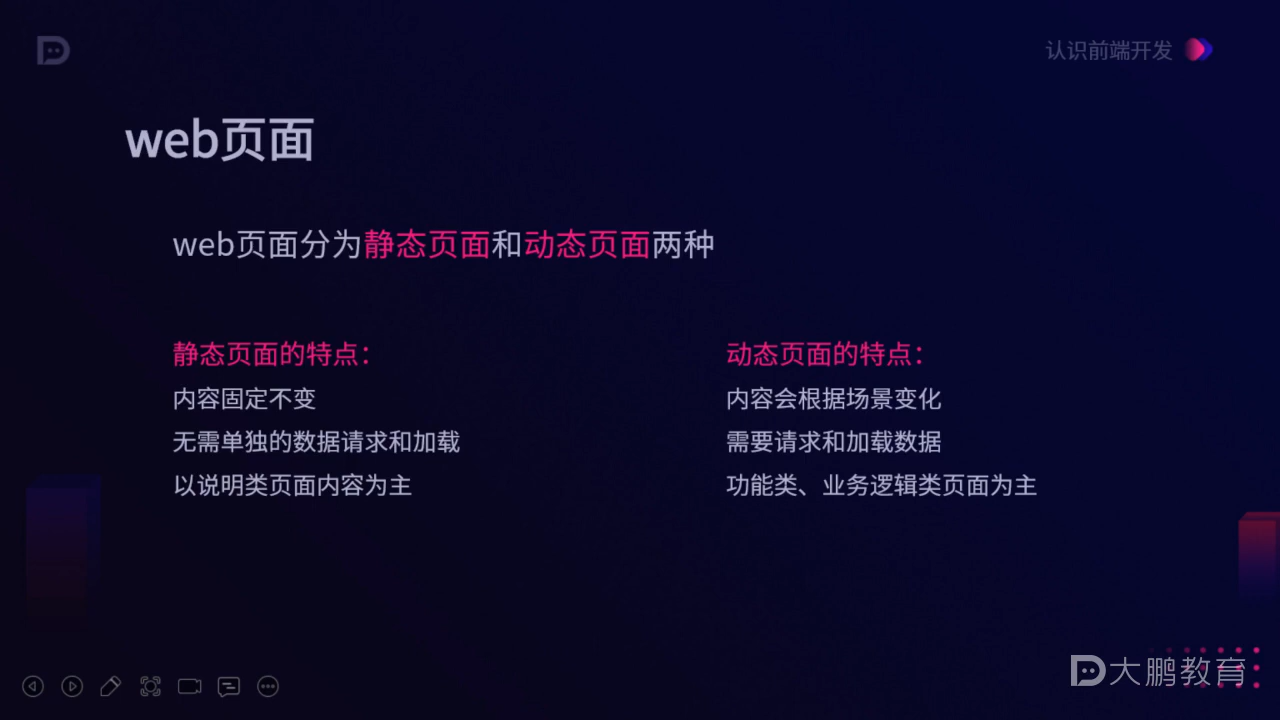 认识前端开发
web页面
web页面分为静态页面和动态页面两种
静态页面的特点：
内容固定不变
无需单独的数据请求和加载
以说明类页面内容为主
动态页面的特点：
内容会根据场景变化
需要请求和加载数据
功能类、业务逻辑类页面为主
大鹏教育